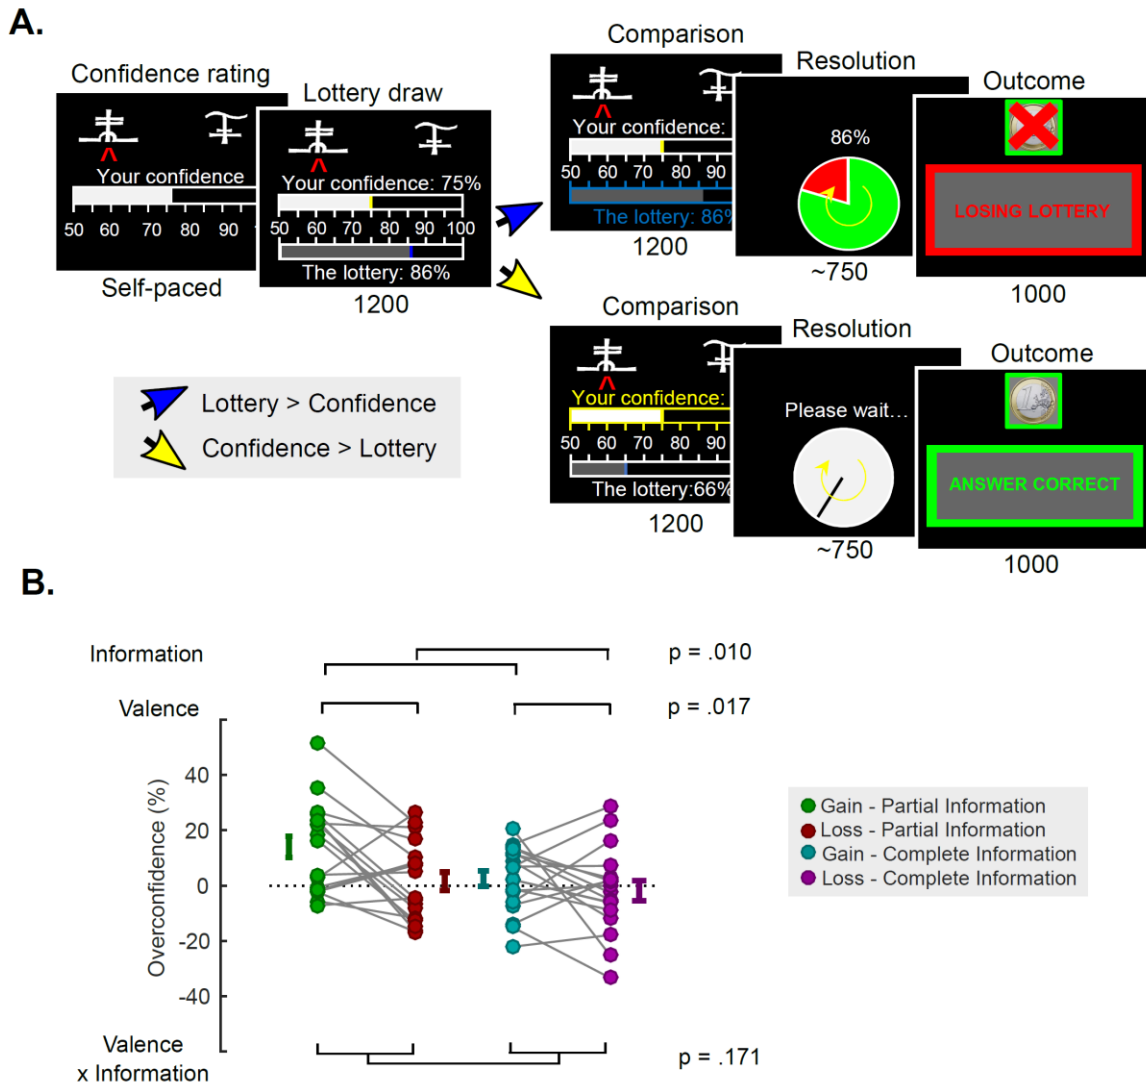 A.
Confidence rating
Your confidence
50 60 70 80 90
Self-paced
Lottery draw
Your confidence: 75%
50 60 70 80 90 100
The lottery: 86%
1200
Comparison
Your confidence:
50 60 70 80 90
The lottery: 86%
1200
Resolution
86%
~750
Outcome
LOSING LOTTERY
1000
Comparison
Your confidence:
50 60 70 80 90
The lottery:66%
1200
Resolution
Please wait...
~750
Outcome
1
ANSWER CORRECT
1000
Lottery > Confidence
Confidence > Lottery
B.
Information
p = .010
Valence
p = .017
Overconfidence (%)
40
20
0
-20
-40
Gain - Partial Information
Loss - Partial Information
Gain - Complete Information
Loss - Complete Information
Valence
x Information
p = .171